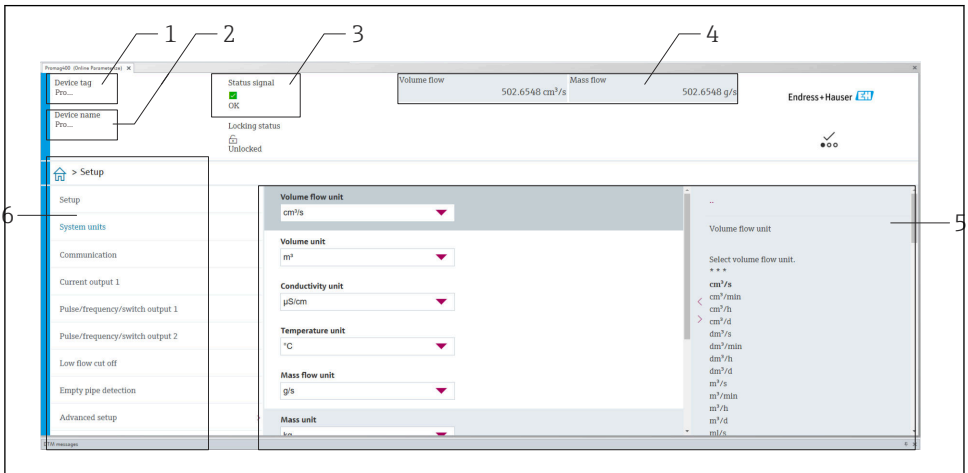 1
2
3
4
Promag400 (Online Parameterize) X
Device tag
Pro...
Status signal
OK
Volume flow
502.6548 cm³/s
Mass flow
502.6548 g/s
Endress+Hauser EH
Device name
Pro...
Locking status
Unlocked
> Setup
6
5
Setup
System units
Communication
Current output 1
Pulse/frequency/switch output 1
Pulse/frequency/switch output 2
Low flow cut off
Empty pipe detection
Advanced setup
Volume flow unit
cm³/s
Volume unit
m³
Conductivity unit
µS/cm
Temperature unit
°C
Mass flow unit
g/s
Mass unit
kg
..
Volume flow unit
Select volume flow unit.
* * *
cm³/s
cm³/min
cm³/h
cm³/d
dm³/s
dm³/min
dm³/h
dm³/d
m³/s
m³/min
m³/h
m³/d
ml/s
DTM messages